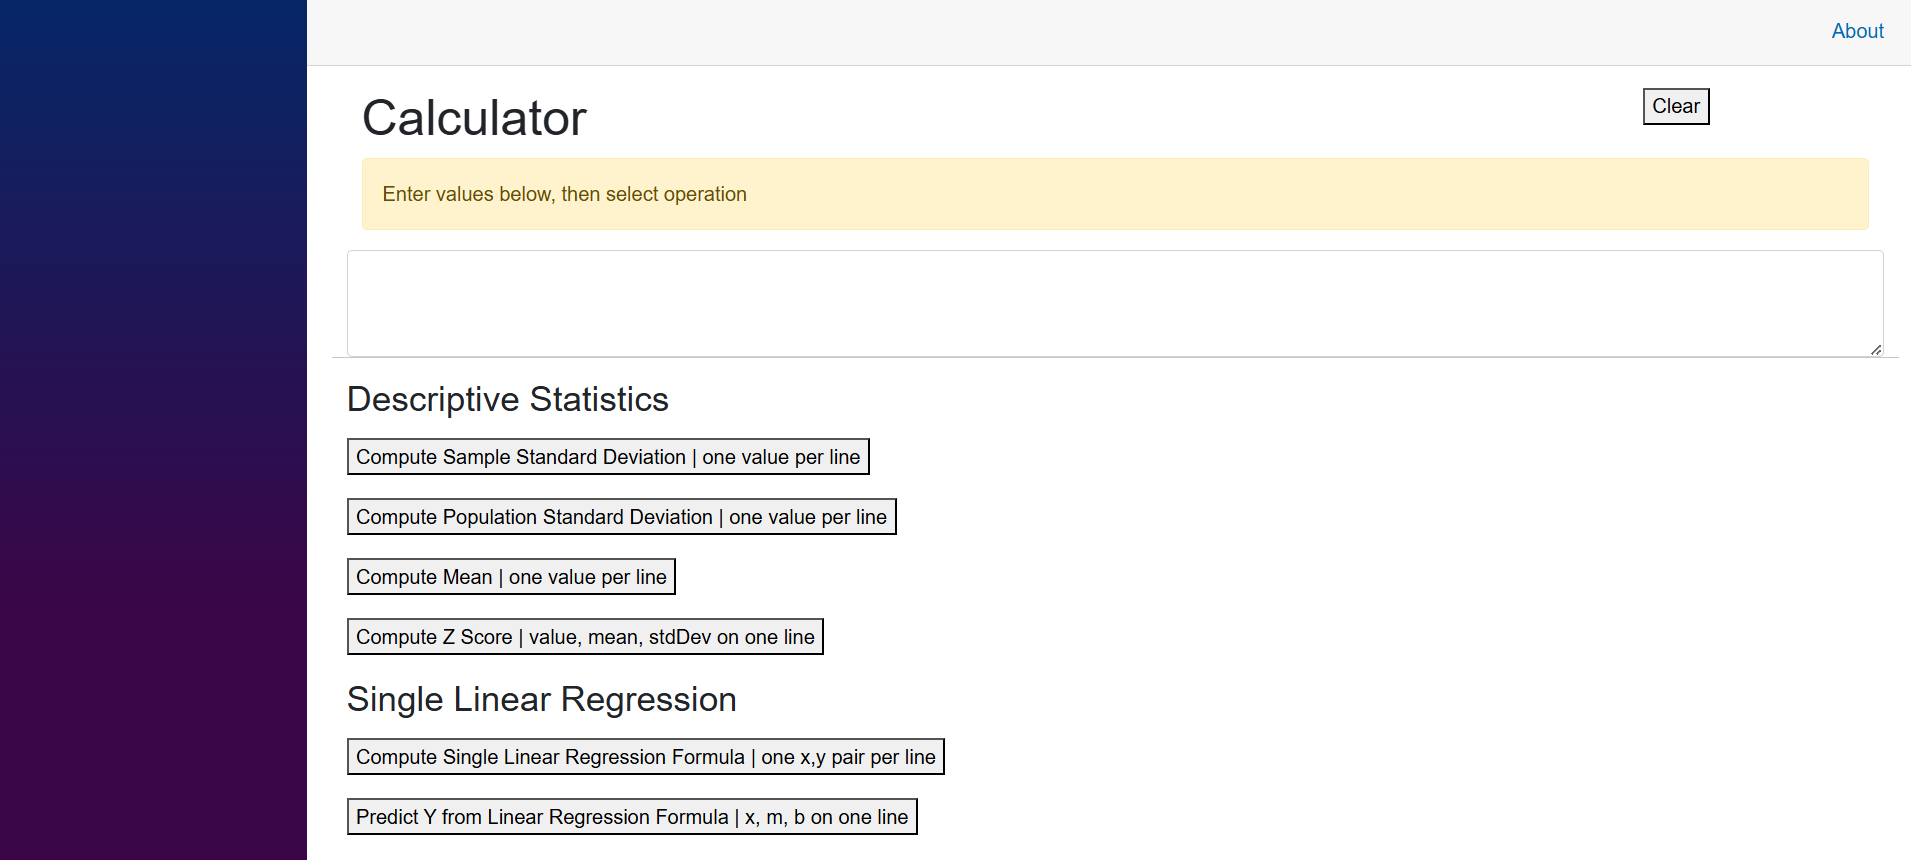 About
Calculator
Clear
Enter values below, then select operation
Descriptive Statistics
Compute Sample Standard Deviation | one value per line
Compute Population Standard Deviation | one value per line
Compute Mean | one value per line
Compute Z Score | value, mean, stdDev on one line
Single Linear Regression
Compute Single Linear Regression Formula | one x,y pair per line
Predict Y from Linear Regression Formula | x, m, b on one line